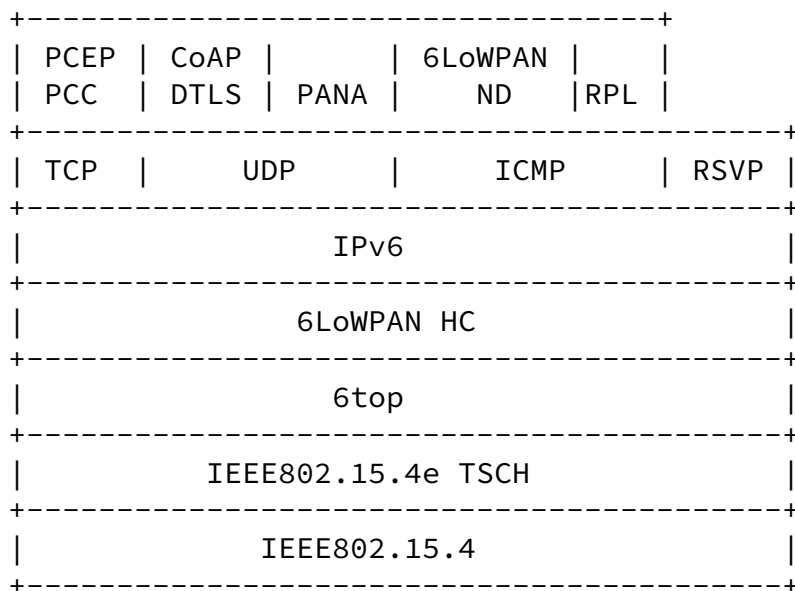 +-----------------------------------+
| PCEP | CoAP | | 6LoWPAN | |
| PCC | DTLS | PANA | ND |RPL |
+------------------------------------------+
| TCP | UDP | ICMP | RSVP |
+------------------------------------------+
| IPv6 |
+------------------------------------------+
| 6LoWPAN HC |
+------------------------------------------+
| 6top |
+------------------------------------------+
| IEEE802.15.4e TSCH |
+------------------------------------------+
| IEEE802.15.4 |
+------------------------------------------+